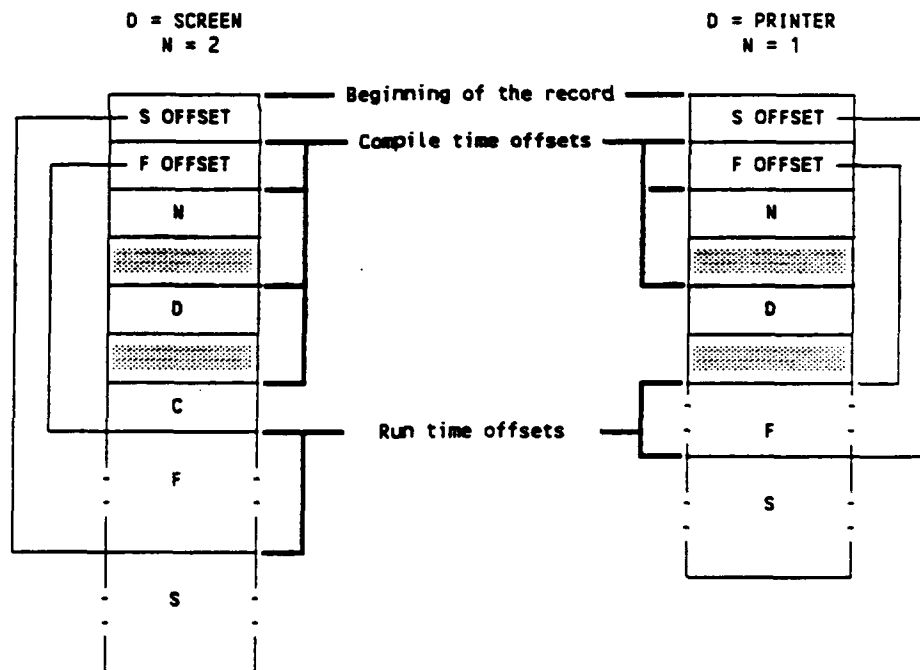 D = SCREEN D = PRINTER
N = 2 N = 1
Beginning of the record
S OFFSET S OFFSET
Compile time offsets
F OFFSET F OFFSET
N N
D D
C
Run time offsets
F F
S
S